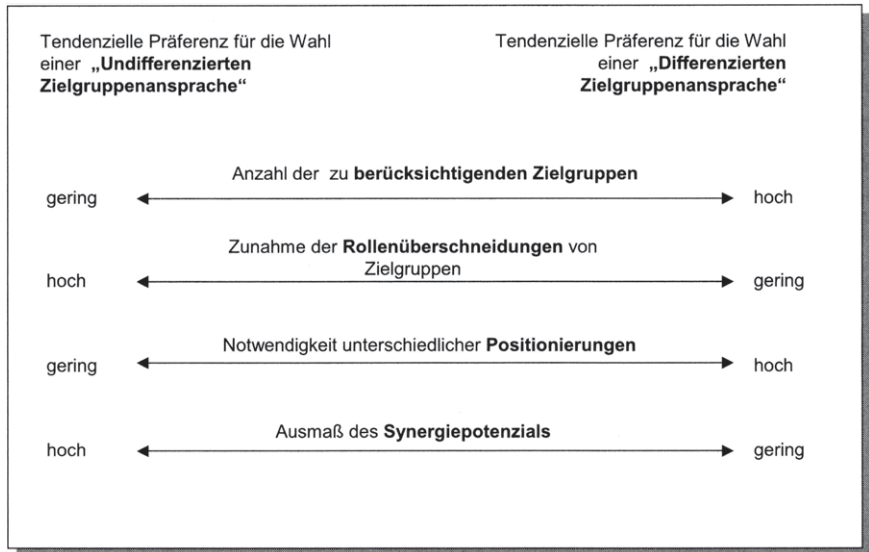 Tendenzielle Präferenz für die Wahl
einer „Undifferenzierten
Zielgruppenansprache“
Tendenzielle Präferenz für die Wahl
einer „Differenzierten
Zielgruppenansprache“
Anzahl der zu berücksichtigenden Zielgruppen
gering
hoch
Zunahme der Rollenüberschneidungen von
Zielgruppen
hoch
gering
Notwendigkeit unterschiedlicher Positionierungen
gering
hoch
Ausmaß des Synergiepotenzials
hoch
gering